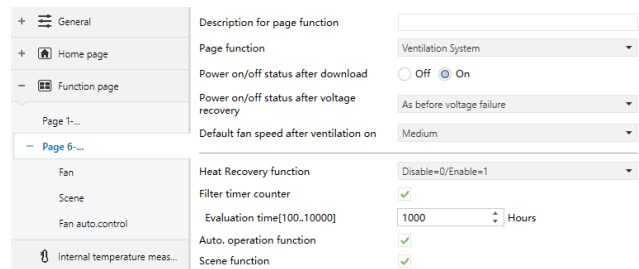 + General
+ Home page
− Function page
Page 1-...
− Page 6-...
Fan
Scene
Fan auto.control
Internal temperature meas...
Description for page function
Page function Ventilation System
Power on/off status after download Off On
Power on/off status after voltage
recovery As before voltage failure
Default fan speed after ventilation on Medium
Heat Recovery function Disable=0/Enable=1
Filter timer counter
Evaluation time[100..10000] 1000 Hours
Auto. operation function
Scene function